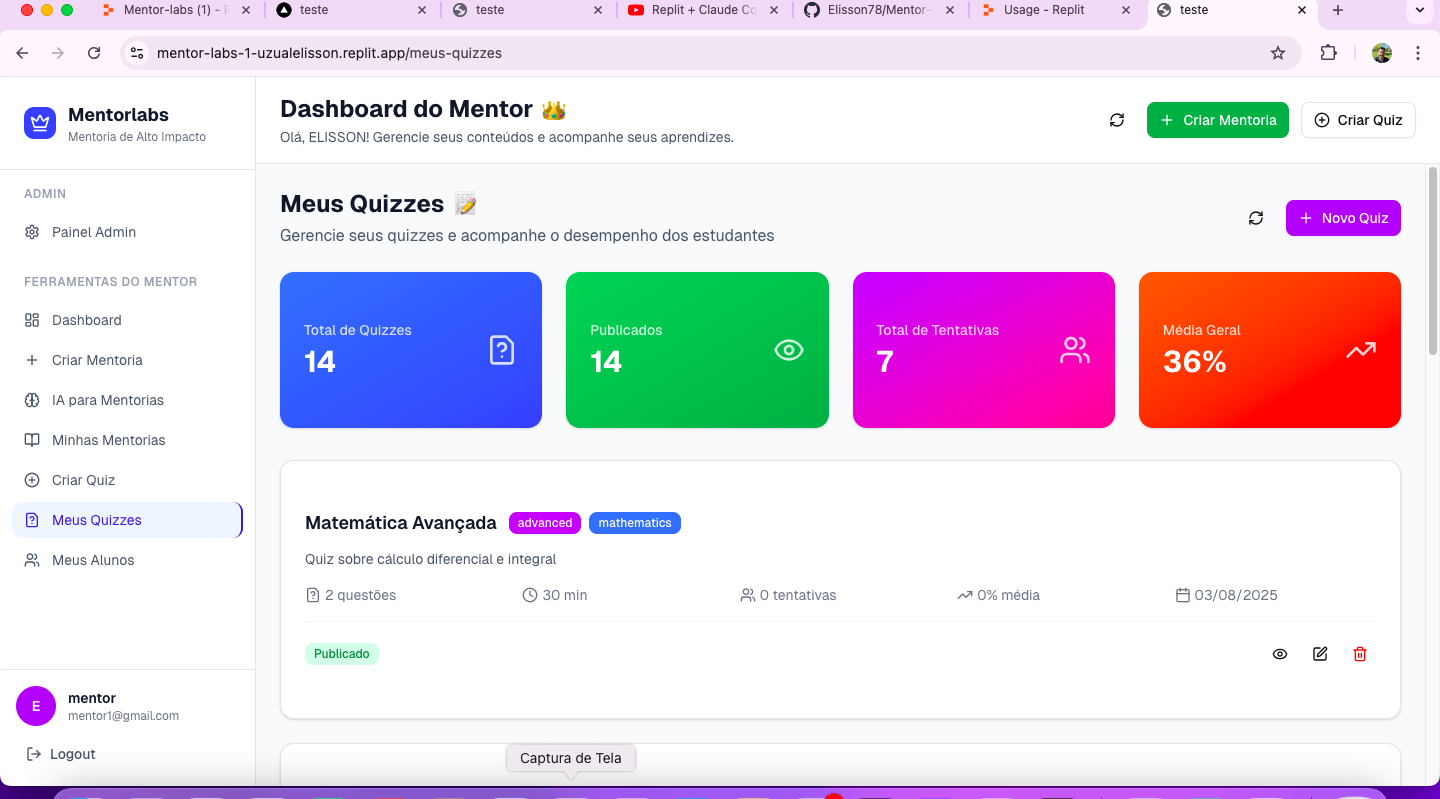 Mentor-labs (1) - R
teste
teste
Replit + Claude Co
Elisson78/Mentor-
Usage - Replit
teste
mentor-labs-1-uzualelisson.replit.app/meus-quizzes
Mentorlabs
Mentoria de Alto Impacto
ADMIN
Painel Admin
FERRAMENTAS DO MENTOR
Dashboard
Criar Mentoria
IA para Mentorias
Minhas Mentorias
Criar Quiz
Meus Quizzes
Meus Alunos
E
mentor
mentor1@gmail.com
Logout
Dashboard do Mentor
Olá, ELISSON! Gerencie seus conteúdos e acompanhe seus aprendizes.
Criar Mentoria
Criar Quiz
Meus Quizzes
Gerencie seus quizzes e acompanhe o desempenho dos estudantes
Novo Quiz
Total de Quizzes
14
Publicados
14
Total de Tentativas
7
Média Geral
36%
Matemática Avançada advanced mathematics
Quiz sobre cálculo diferencial e integral
2 questões 30 min 0 tentativas 0% média 03/08/2025
Publicado
Captura de Tela